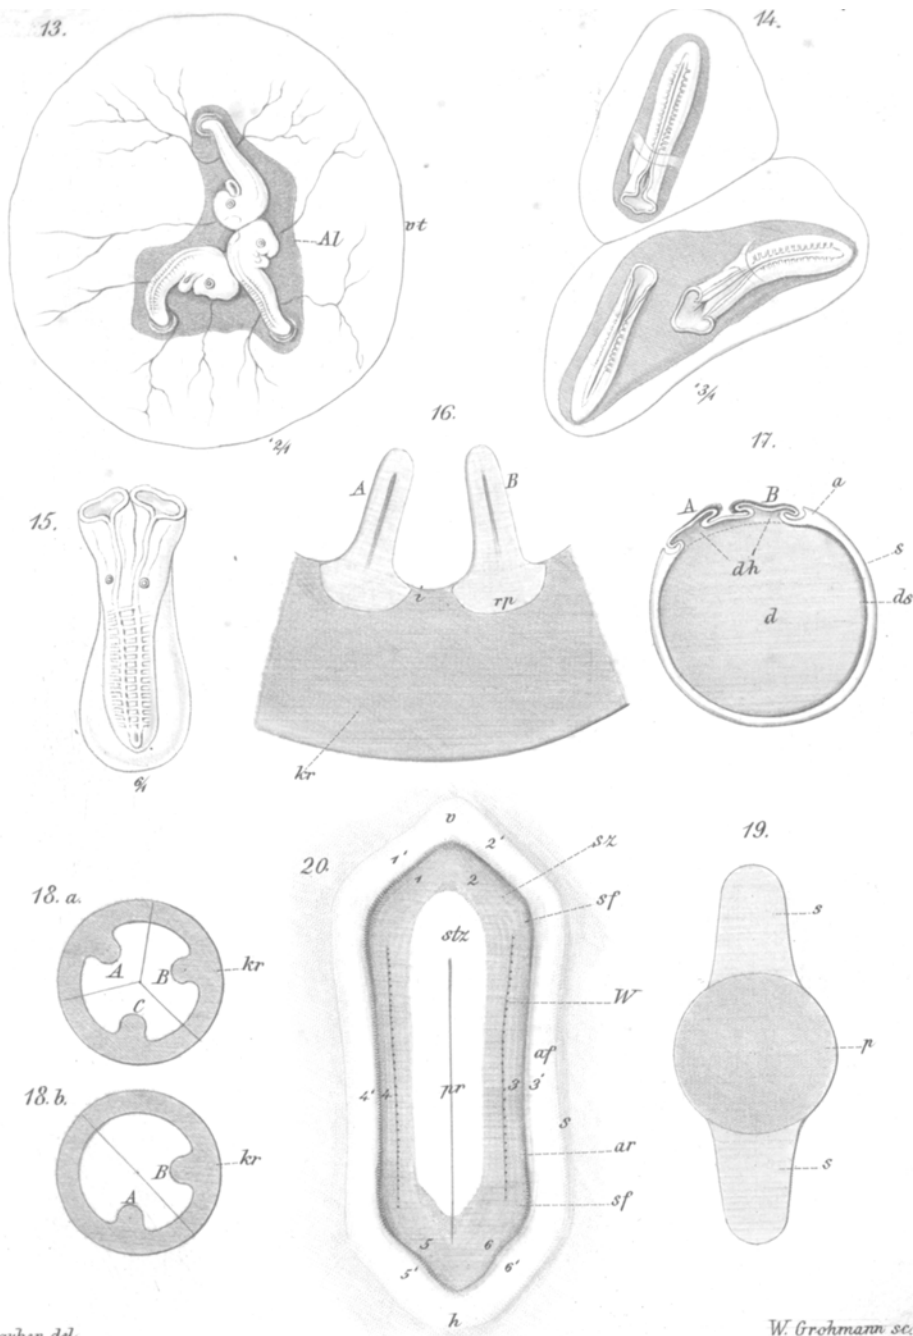 13.
14.
Al
vt
2/1
3/1
16.
17.
15.
A
B
i
rp
kr
6/1
A
B
a
s
dh
ds
d
18. a.
A
B
C
kr
18. b.
A
B
kr
20.
v
1'
2'
1
2
sz
sf
stz
W
af
4'
4
pr
3
3'
s
ar
sf
5
6
5'
6'
h
19.
s
p
s
del.
W. Grohmann sc.